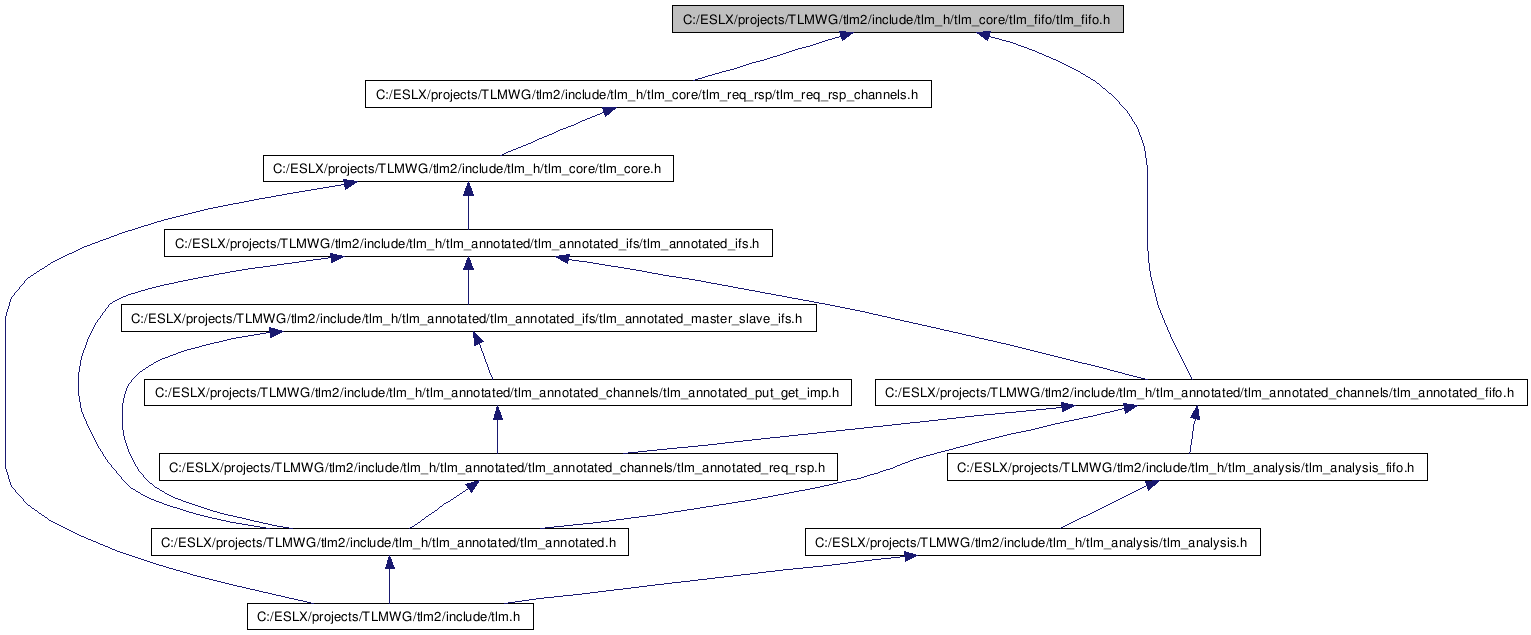 C:/ESLX/projects/TLMWG/tlm2/include/tlm_h/tlm_core/tlm_fifo/tlm_fifo.h
C:/ESLX/projects/TLMWG/tlm2/include/tlm_h/tlm_core/tlm_req_rsp/tlm_req_rsp_channels.h
C:/ESLX/projects/TLMWG/tlm2/include/tlm_h/tlm_core/tlm_core.h
C:/ESLX/projects/TLMWG/tlm2/include/tlm_h/tlm_annotated/tlm_annotated_ifs/tlm_annotated_ifs.h
C:/ESLX/projects/TLMWG/tlm2/include/tlm_h/tlm_annotated/tlm_annotated_ifs/tlm_annotated_master_slave_ifs.h
C:/ESLX/projects/TLMWG/tlm2/include/tlm_h/tlm_annotated/tlm_annotated_channels/tlm_annotated_put_get_imp.h
C:/ESLX/projects/TLMWG/tlm2/include/tlm_h/tlm_annotated/tlm_annotated_channels/tlm_annotated_fifo.h
C:/ESLX/projects/TLMWG/tlm2/include/tlm_h/tlm_annotated/tlm_annotated_channels/tlm_annotated_req_rsp.h
C:/ESLX/projects/TLMWG/tlm2/include/tlm_h/tlm_analysis/tlm_analysis_fifo.h
C:/ESLX/projects/TLMWG/tlm2/include/tlm_h/tlm_annotated/tlm_annotated.h
C:/ESLX/projects/TLMWG/tlm2/include/tlm_h/tlm_analysis/tlm_analysis.h
C:/ESLX/projects/TLMWG/tlm2/include/tlm.h